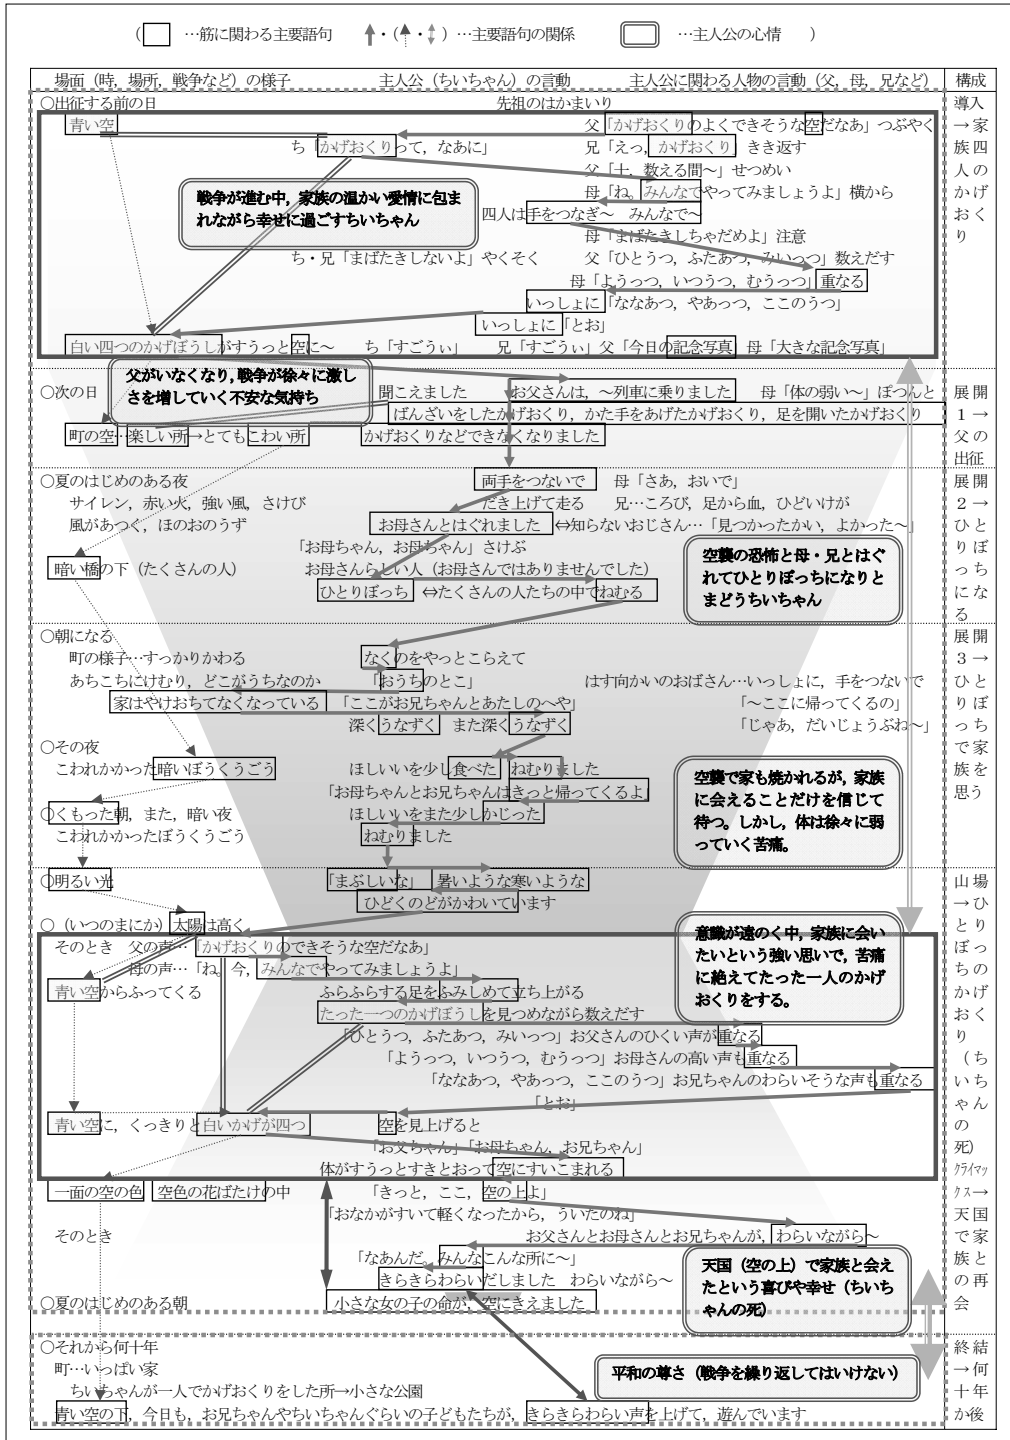 ( □ …筋に関わる主要語句 ・( ・ ) …主要語句の関係 …主人公の心情 )
場面（時，場所，戦争など）の様子 主人公（ちいちゃん）の言動 主人公に関わる人物の言動（父，母，兄など） 構成
○出征する前の日 先祖のはかまいり
青い空 父「かげおくりのよくできそうな空だなあ」つぶやく
ち「かげおくりって，なあに」 兄「えっ，かげおくり」きき返す
父「十，数える間～」せつめい
母「ね。みんなでやってみましょうよ」横から
戦争が進む中，家族の温かい愛情に包まれながら幸せに過ごすちいちゃん
四人は手をつなぎ～ みんなで～
母「まばたきしちゃだめよ」注意
ち・兄「まばたきしないよ」やくそく 父「ひとうつ，ふたあつ，みいっつ」数えだす
母「ようっつ，いつうつ，むうっつ」重なる
いっしょに「ななあつ，やあっつ，ここのうつ」
いっしょに「とお」
白い四つのかげぼうしがすうっと空に～ ち「すごうぃ」 兄「すごうぃ」父「今日の記念写真」 母「大きな記念写真」
導入→家族四人のかげおくり
父がいなくなり，戦争が徐々に激しさを増していく不安な気持ち
○次の日 聞こえました お父さんは，～列車に乗りました 母「体の弱い～」ぽつんと
ばんざいをしたかげおくり，かた手をあげたかげおくり，足を開いたかげおくり
町の空…楽しい所→とてもこわい所 かげおくりなどできなくなりました
展開1→父の出征
○夏のはじめのある夜 両手をつないで 母「さあ，おいで」
サイレン，赤い火，強い風，さけび だき上げて走る 兄…ころび，足から血，ひどいけが
風があつく，ほのおのうず お母さんとはぐれました ⇔知らないおじさん…「見つかったかい，よかった～」
「お母ちゃん，お母ちゃん」さけぶ
暗い橋の下（たくさんの人） お母さんらしい人（お母さんではありませんでした）
ひとりぼっち ⇔たくさんの人たちの中でねむる
空襲の恐怖と母・兄とはぐれてひとりぼっちになりとまどうちいちゃん
展開2→ひとりぼっちになる
○朝になる なくのをやっとこらえて
町の様子…すっかりかわる
あちこちにけむり，どこがうちなのか 「おうちのとこ」 はす向かいのおばさん…いっしょに，手をつないで
家はやけおちてなくなっている 「ここがお兄ちゃんとあたしのへや」 「～ここに帰ってくるの」
深くうなずく また深くうなずく 「じゃあ，だいじょうぶね～」
○その夜
こわれかかった暗いぼうくうごう ほしいいを少し食べた ねむりました
「お母ちゃんとお兄ちゃんはきっと帰ってくるよ」
○くもった朝，また，暗い夜 ほしいいをまた少しかじった
こわれかかったぼうくうごう ねむりました
空襲で家も焼かれるが，家族に会えることだけを信じて待つ。しかし，体は徐々に弱っていく苦痛。
展開3→ひとりぼっちで家族を思う
○明るい光 「まぶしいな」 暑いような寒いような
ひどくのどがかわいています
○（いつのまにか）太陽は高く
そのとき 父の声…「かげおくりのできそうな空だなあ」
母の声…「ね。今，みんなでやってみましょうよ」
青い空からふってくる ふらふらする足をふみしめて立ち上がる
たった一つのかげぼうしを見つめながら数えだす
意識が遠のく中，家族に会いたいという強い思いで，苦痛に絶えてたった一人のかげおくりをする。
「ひとうつ，ふたあつ，みいっつ」お父さんのひくい声が重なる
「ようっつ，いつうつ，むうっつ」お母さんの高い声も重なる
「ななあつ，やあっつ，ここのうつ」お兄ちゃんのわらいそうな声も重なる
「とお」
青い空に，くっきりと白いかげが四つ 空を見上げると
「お父ちゃん」「お母ちゃん，お兄ちゃん」
体がすうっとすきとおって空にすいこまれる
一面の空の色 空色の花ばたけの中 「きっと，ここ，空の上よ」
「おなかがすいて軽くなったから，ういたのね」
そのとき お父さんとお母さんとお兄ちゃんが，わらいながら～
「なあんだ。みんなこんな所に～」
きらきらわらいだしました わらいながら～
○夏のはじめのある朝 小さな女の子の命が，空にきえました
天国（空の上）で家族と会えたという喜びや幸せ（ちいちゃんの死）
山場→ひとりぼっちのかげおくり（ちいちゃんの死）クライマックス→天国で家族との再会
○それから何十年
町…いっぱい家
平和の尊さ（戦争を繰り返してはいけない）
ちいちゃんが一人でかげおくりをした所→小さな公園
青い空の下，今日も，お兄ちゃんやちいちゃんぐらいの子どもたちが，きらきらわらい声を上げて，遊んでいます
終結→何十年か後